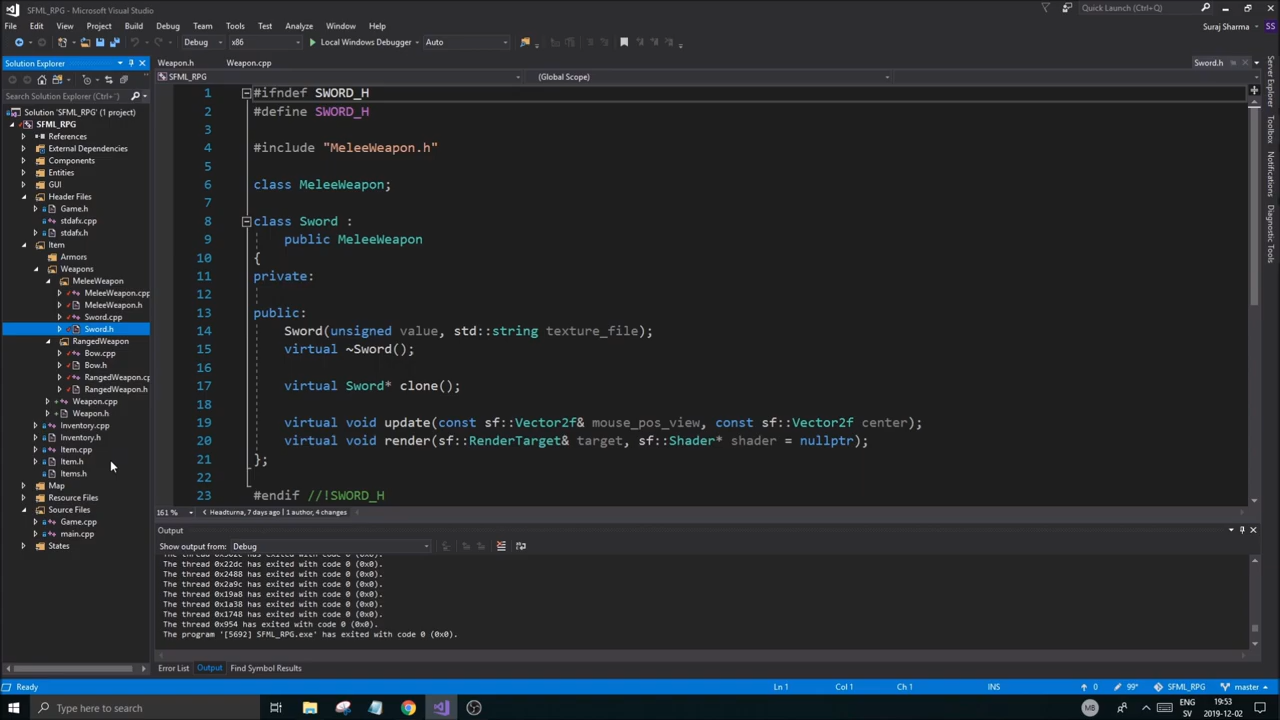 SFML_RPG - Microsoft Visual Studio
Quick Launch (Ctrl+Q)
File Edit View Project Build Debug Team Tools Test Analyze Window Help
Suraj Sharma SS
Debug x86 Local Windows Debugger Auto
Solution Explorer
Weapon.h Weapon.cpp Sword.h
SFML_RPG (Global Scope)
Search Solution Explorer (Ctrl+¨)
Solution 'SFML_RPG' (1 project)
SFML_RPG
References
External Dependencies
Components
Entities
GUI
Header Files
Game.h
stdafx.cpp
stdafx.h
Item
Armors
Weapons
MeleeWeapon
MeleeWeapon.cpp
MeleeWeapon.h
Sword.cpp
Sword.h
RangedWeapon
Bow.cpp
Bow.h
RangedWeapon.cp
RangedWeapon.h
Weapon.cpp
Weapon.h
Inventory.cpp
Inventory.h
Item.cpp
Item.h
Items.h
Map
Resource Files
Source Files
Game.cpp
main.cpp
States
1 #ifndef SWORD_H
2 #define SWORD_H
3
4 #include "MeleeWeapon.h"
5
6 class MeleeWeapon;
7
8 class Sword :
9 public MeleeWeapon
10 {
11 private:
12
13 public:
14 Sword(unsigned value, std::string texture_file);
15 virtual ~Sword();
16
17 virtual Sword* clone();
18
19 virtual void update(const sf::Vector2f& mouse_pos_view, const sf::Vector2f center);
20 virtual void render(sf::RenderTarget& target, sf::Shader* shader = nullptr);
21 };
22
23 #endif //!SWORD_H
161 % Headturna, 7 days ago | 1 author, 4 changes
Output
Show output from: Debug
The thread 0x22dc has exited with code 0 (0x0).
The thread 0x2488 has exited with code 0 (0x0).
The thread 0x2a9c has exited with code 0 (0x0).
The thread 0x19a8 has exited with code 0 (0x0).
The thread 0x1a38 has exited with code 0 (0x0).
The thread 0x1748 has exited with code 0 (0x0).
The thread 0x954 has exited with code 0 (0x0).
The program '[5692] SFML_RPG.exe' has exited with code 0 (0x0).
Error List Output Find Symbol Results
Server Explorer
Toolbox
Notifications
Diagnostic Tools
Ready Ln 1 Col 1 Ch 1 INS 0 99* SFML_RPG master
Type here to search
MB
ENG
SV
19:53
2019-12-02